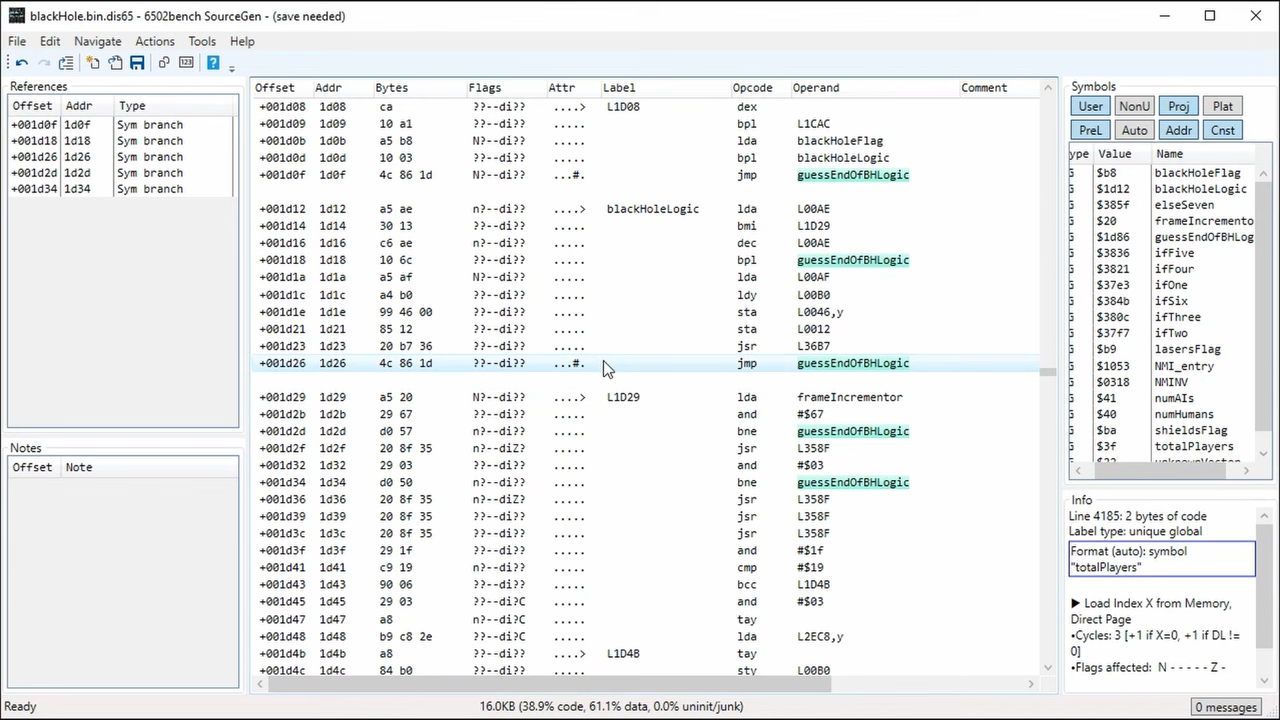 blackHole.bin.dis65 - 6502bench SourceGen - (save needed)
File Edit Navigate Actions Tools Help
References
Offset Addr Type
+001d0f 1d0f Sym branch
+001d18 1d18 Sym branch
+001d26 1d26 Sym branch
+001d2d 1d2d Sym branch
+001d34 1d34 Sym branch
Notes
Offset Note
Offset Addr Bytes Flags Attr Label Opcode Operand Comment
+001d08 1d08 ca ??--di?? ....> L1D08 dex
+001d09 1d09 10 a1 ??--di?? ..... bpl L1CAC
+001d0b 1d0b a5 b8 N?--di?? ..... lda blackHoleFlag
+001d0d 1d0d 10 03 ??--di?? ..... bpl blackHoleLogic
+001d0f 1d0f 4c 86 1d N?--di?? ...#. jmp guessEndOfBHLogic
+001d12 1d12 a5 ae n?--di?? ....> blackHoleLogic lda L00AE
+001d14 1d14 30 13 ??--di?? ..... bmi L1D29
+001d16 1d16 c6 ae n?--di?? ..... dec L00AE
+001d18 1d18 10 6c ??--di?? ..... bpl guessEndOfBHLogic
+001d1a 1d1a a5 af N?--di?? ..... lda L00AF
+001d1c 1d1c a4 b0 ??--di?? ..... ldy L00B0
+001d1e 1d1e 99 46 00 ??--di?? ..... sta L0046,y
+001d21 1d21 85 12 ??--di?? ..... sta L0012
+001d23 1d23 20 b7 36 ??--di?? ..... jsr L36B7
+001d26 1d26 4c 86 1d ??--di?? ...#. jmp guessEndOfBHLogic
+001d29 1d29 a5 20 N?--di?? ....> L1D29 lda frameIncrementor
+001d2b 1d2b 29 67 ??--di?? ..... and #$67
+001d2d 1d2d d0 57 n?--di?? ..... bne guessEndOfBHLogic
+001d2f 1d2f 20 8f 35 n?--diZ? ..... jsr L358F
+001d32 1d32 29 03 ??--di?? ..... and #$03
+001d34 1d34 d0 50 n?--di?? ..... bne guessEndOfBHLogic
+001d36 1d36 20 8f 35 n?--diZ? ..... jsr L358F
+001d39 1d39 20 8f 35 ??--di?? ..... jsr L358F
+001d3c 1d3c 20 8f 35 ??--di?? ..... jsr L358F
+001d3f 1d3f 29 1f ??--di?? ..... and #$1f
+001d41 1d41 c9 19 n?--di?? ..... cmp #$19
+001d43 1d43 90 06 ??--di?? ..... bcc L1D4B
+001d45 1d45 29 03 ??--di?C ..... and #$03
+001d47 1d47 a8 n?--di?C ..... tay
+001d48 1d48 b9 c8 2e n?--di?C ..... lda L2EC8,y
+001d4b 1d4b a8 ??--di?? ....> L1D4B tay
+001d4c 1d4c 84 b0 ??--di?? ..... sty L00B0
Symbols
User NonU Proj Plat
PreL Auto Addr Cnst
ype Value Name
$b8 blackHoleFlag
$1d12 blackHoleLogic
$385f elseSeven
$20 frameIncremento
$1d86 guessEndOfBHLog
$3836 ifFive
$3821 ifFour
$37e3 ifOne
$384b ifSix
$380c ifThree
$37f7 ifTwo
$b9 lasersFlag
$1053 NMI_entry
$0318 NMINV
$41 numAIs
$40 numHumans
$ba shieldsFlag
$3f totalPlayers
Info
Line 4185: 2 bytes of code
Label type: unique global
Format (auto): symbol
"totalPlayers"
▶ Load Index X from Memory,
Direct Page
•Cycles: 3 [+1 if X=0, +1 if DL !=
0]
•Flags affected: N - - - - - Z -
Ready 16.0KB (38.9% code, 61.1% data, 0.0% uninit/junk) 0 messages